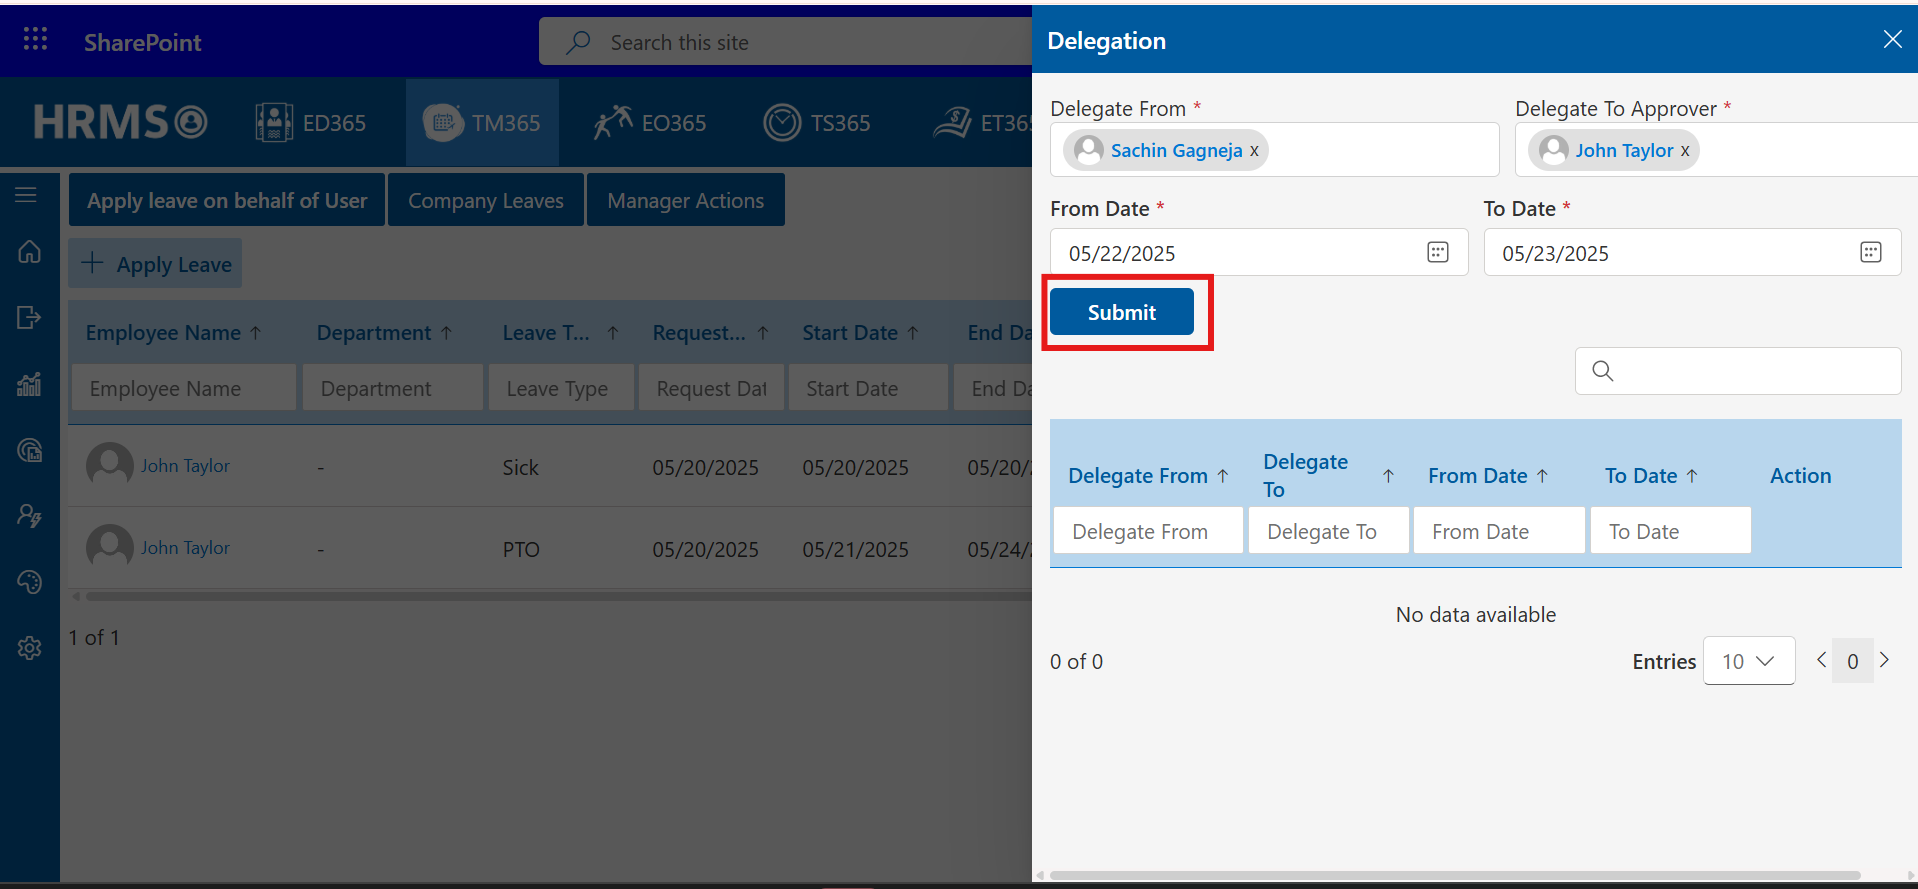 SharePoint
Search this site
HRMS
ED365
TM365
EO365
TS365
ET365
Apply leave on behalf of User
Company Leaves
Manager Actions
Apply Leave
Employee Name Department Leave T... Request... Start Date End Da
Employee Name Department Leave Type Request Dat Start Date End Da
John Taylor - Sick 05/20/2025 05/20/2025 05/20/
John Taylor - PTO 05/20/2025 05/21/2025 05/24/
1 of 1
Delegation
Delegate From * Delegate To Approver *
Sachin Gagneja x John Taylor x
From Date * To Date *
05/22/2025 05/23/2025
Submit
Delegate From Delegate To From Date To Date Action
Delegate From Delegate To From Date To Date
No data available
0 of 0 Entries 10 0